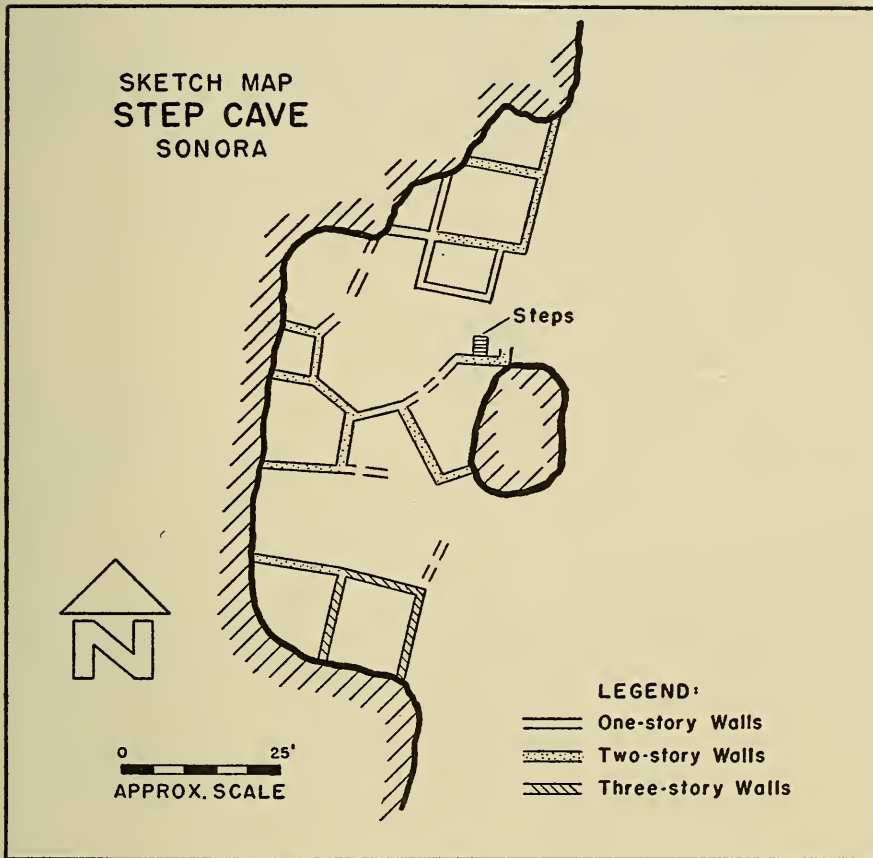 SKETCH MAP
STEP CAVE
SONORA
Steps
N
0 25'
APPROX. SCALE
LEGEND:
One-story Walls
Two-story Walls
Three-story Walls